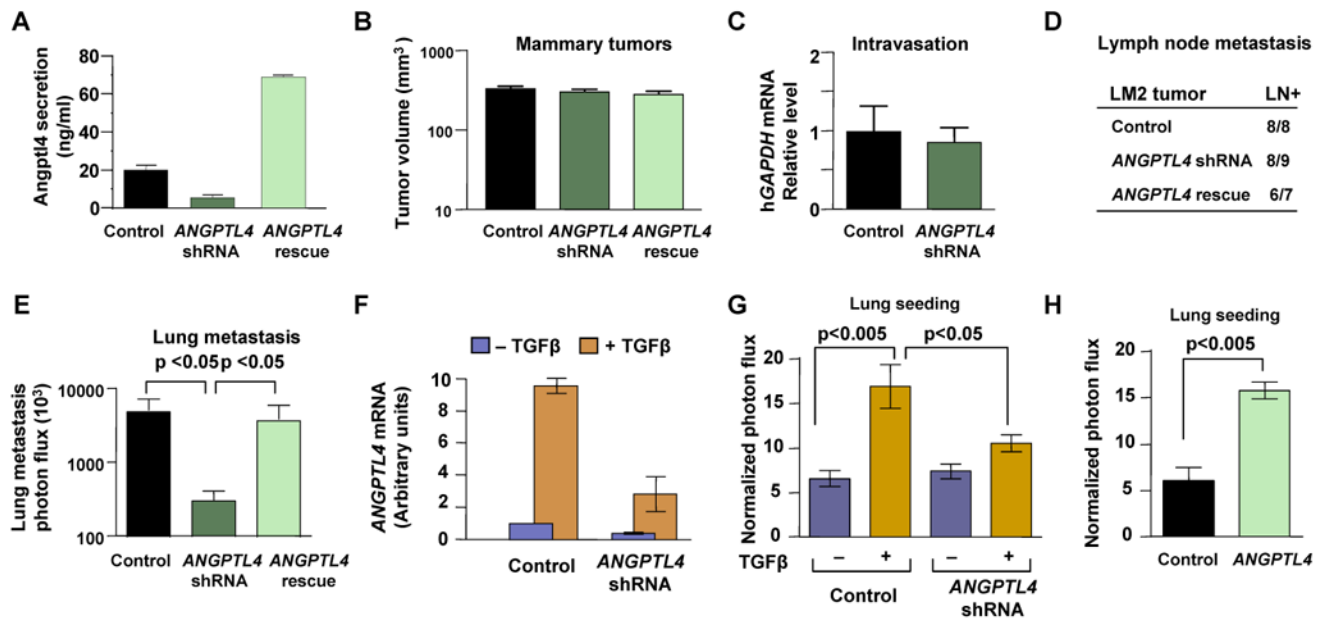 A
Angptl4 secretion
(ng/ml)
80
60
40
20
0
Control
ANGPTL4
shRNA
ANGPTL4
rescue
B
Mammary tumors
Tumor volume (mm³)
1000
100
10
Control
ANGPTL4
shRNA
ANGPTL4
rescue
C
Intravasation
hGAPDH mRNA
Relative level
2
1
0
Control
ANGPTL4
shRNA
D
Lymph node metastasis
LM2 tumor LN+
Control 8/8
ANGPTL4 shRNA 8/9
ANGPTL4 rescue 6/7
E
Lung metastasis
p <0.05 p <0.05
Lung metastasis
photon flux (10³)
10000
1000
100
Control
ANGPTL4
shRNA
ANGPTL4
rescue
F
– TGFβ + TGFβ
ANGPTL4 mRNA
(Arbitrary units)
10
8
6
4
2
0
Control
ANGPTL4
shRNA
G
Lung seeding
p<0.005 p<0.05
Normalized photon flux
20
15
10
5
0
TGFβ – + – +
Control
ANGPTL4
shRNA
H
Lung seeding
p<0.005
Normalized photon flux
20
15
10
5
0
Control ANGPTL4